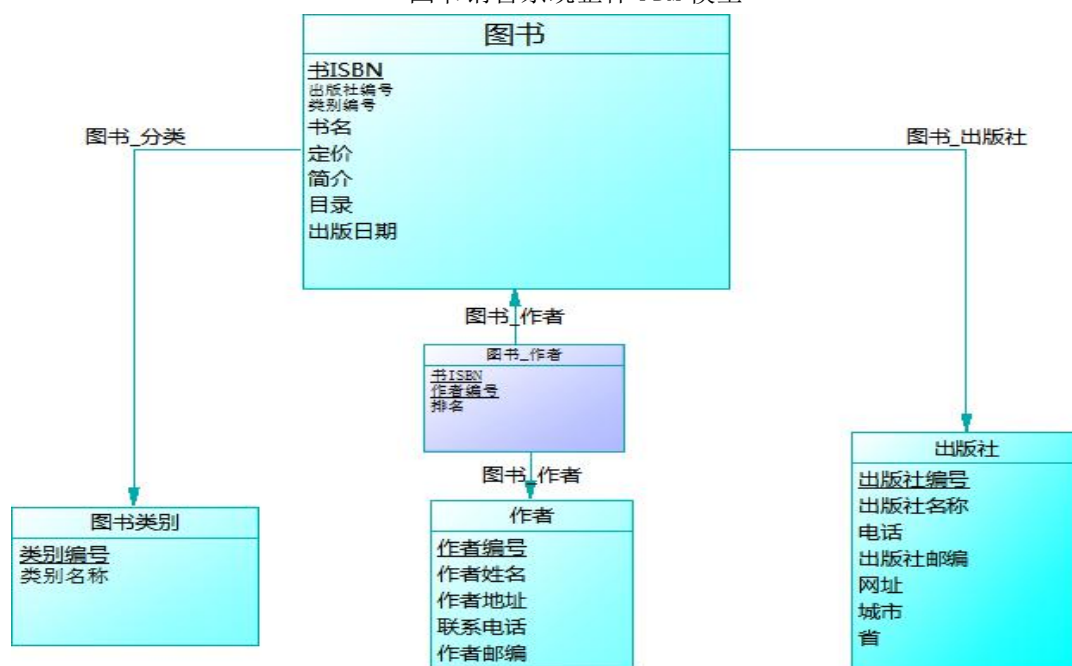 图书
书ISBN
出版社编号
类别编号
书名
定价
简介
目录
出版日期
图书_分类
图书_出版社
图书_作者
图书_作者
书ISBN
作者编号
排名
图书_作者
图书类别
类别编号
类别名称
作者
作者编号
作者姓名
作者地址
联系电话
作者邮编
出版社
出版社编号
出版社名称
电话
出版社邮编
网址
城市
省